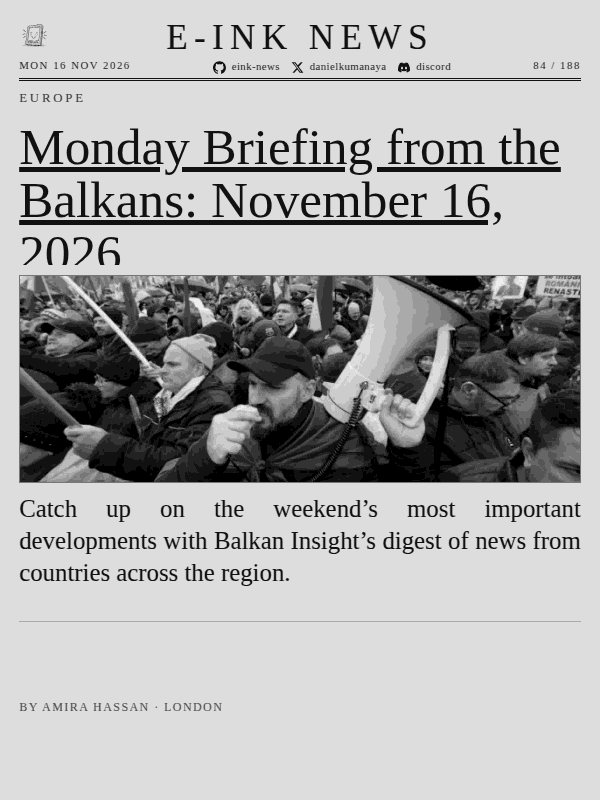 E-INK NEWS
MON 16 NOV 2026
eink-news danielkumanaya discord
84 / 188
EUROPE
Monday Briefing from the
Balkans: November 16,
2026
ROMÂNI
RENAST
Catch up on the weekend’s most important
developments with Balkan Insight’s digest of news from
countries across the region.
BY AMIRA HASSAN · LONDON